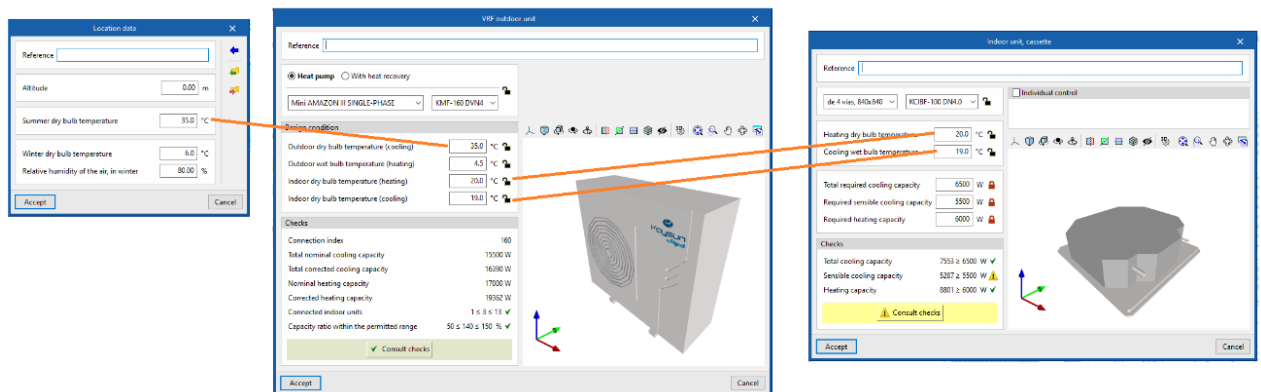 Location data
Reference
Altitude 0.00 m
Summer dry bulb temperature 35.0 °C
Winter dry bulb temperature 6.0 °C
Relative humidity of the air, in winter 80.00 %
Accept Cancel
VRF outdoor unit
Reference
Heat pump With heat recovery
Mini AMAZON II SINGLE-PHASE KMF-160 DVN4
Design condition
Outdoor dry bulb temperature (cooling) 35.0 °C
Outdoor wet bulb temperature (heating) 4.5 °C
Indoor dry bulb temperature (heating) 20.0 °C
Indoor dry bulb temperature (cooling) 19.0 °C
Checks
Connection index 160
Total nominal cooling capacity 15500 W
Total corrected cooling capacity 16390 W
Nominal heating capacity 17000 W
Corrected heating capacity 19362 W
Connected indoor units 1 ≤ 3 ≤ 13 ✓
Capacity ratio within the permitted range 50 ≤ 140 ≤ 150 % ✓
✓ Consult checks
Accept Cancel
Kaysun
Indoor unit, cassette
Reference
de 4 vías, 840x840 KCIBF-100 DN4.0
Individual control
Heating dry bulb temperature 20.0 °C
Cooling wet bulb temperature 19.0 °C
Total required cooling capacity 6500 W
Required sensible cooling capacity 5500 W
Required heating capacity 6000 W
Checks
Total cooling capacity 7553 ≥ 6500 W ✓
Sensible cooling capacity 5207 ≥ 5500 W
Heating capacity 8801 ≥ 6000 W ✓
Consult checks
Accept Cancel